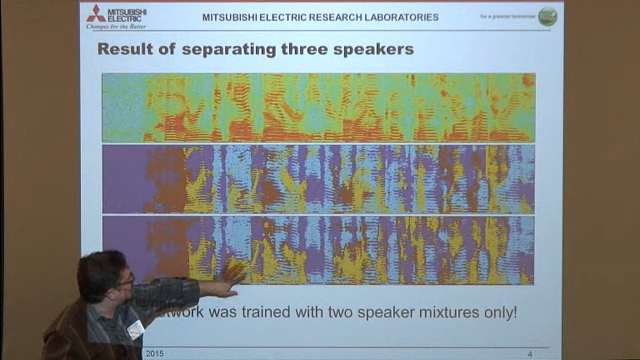 MITSUBISHI
ELECTRIC
Changes for the Better
MITSUBISHI ELECTRIC RESEARCH LABORATORIES
for a greener tomorrow
Result of separating three speakers
was trained with two speaker mixtures only!
2015
4